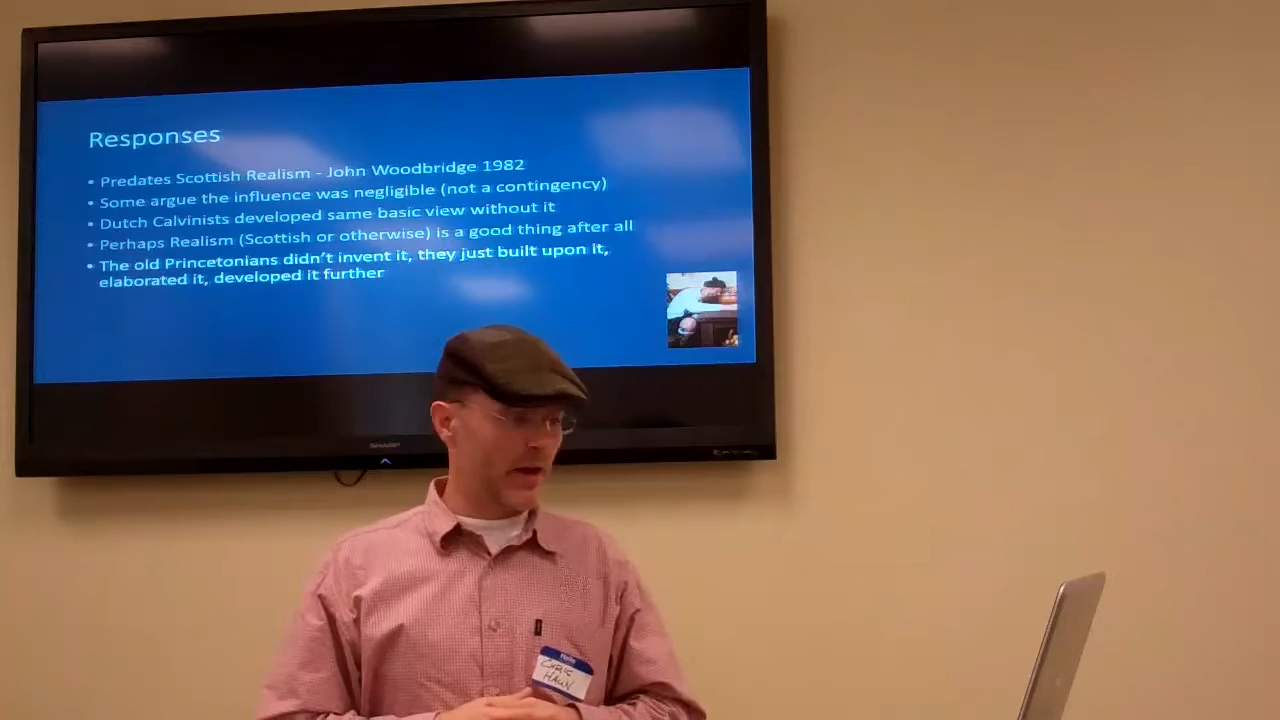 Responses
• Predates Scottish Realism - John Woodbridge 1982
• Some argue the influence was negligible (not a contingency)
• Dutch Calvinists developed same basic view without it
• Perhaps Realism (Scottish or otherwise) is a good thing after all
• The old Princetonians didn't invent it, they just built upon it,
elaborated it, developed it further
SHARP
Hello